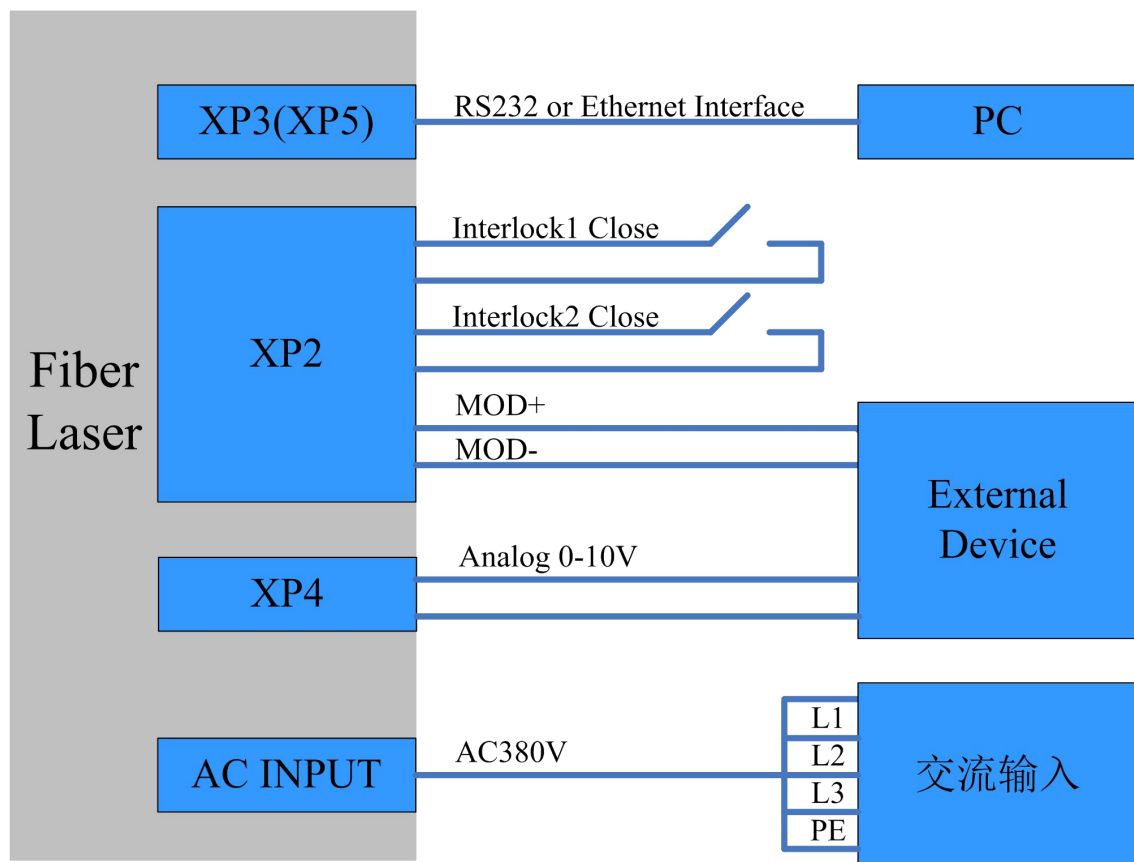 XP3(XP5)
RS232 or Ethernet Interface
PC
Interlock1 Close
Interlock2 Close
XP2
Fiber
Laser
MOD+
MOD-
External
Device
Analog 0-10V
XP4
L1
AC380V
L2
AC INPUT
交流输入
L3
PE